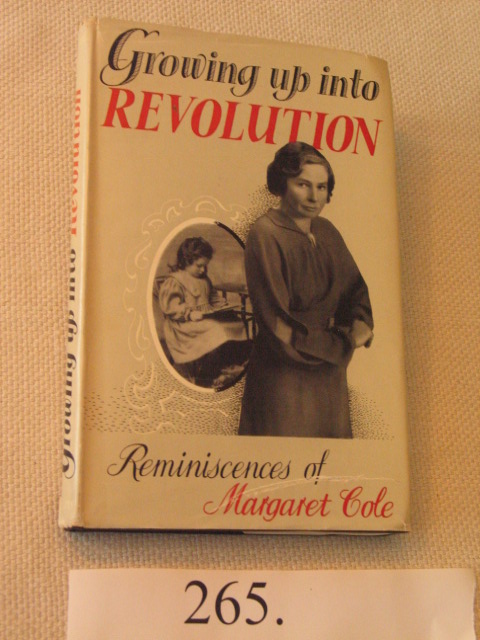 Growing up into
REVOLUTION
Reminiscences of
Margaret Cole
Growing up into Revolution
265.